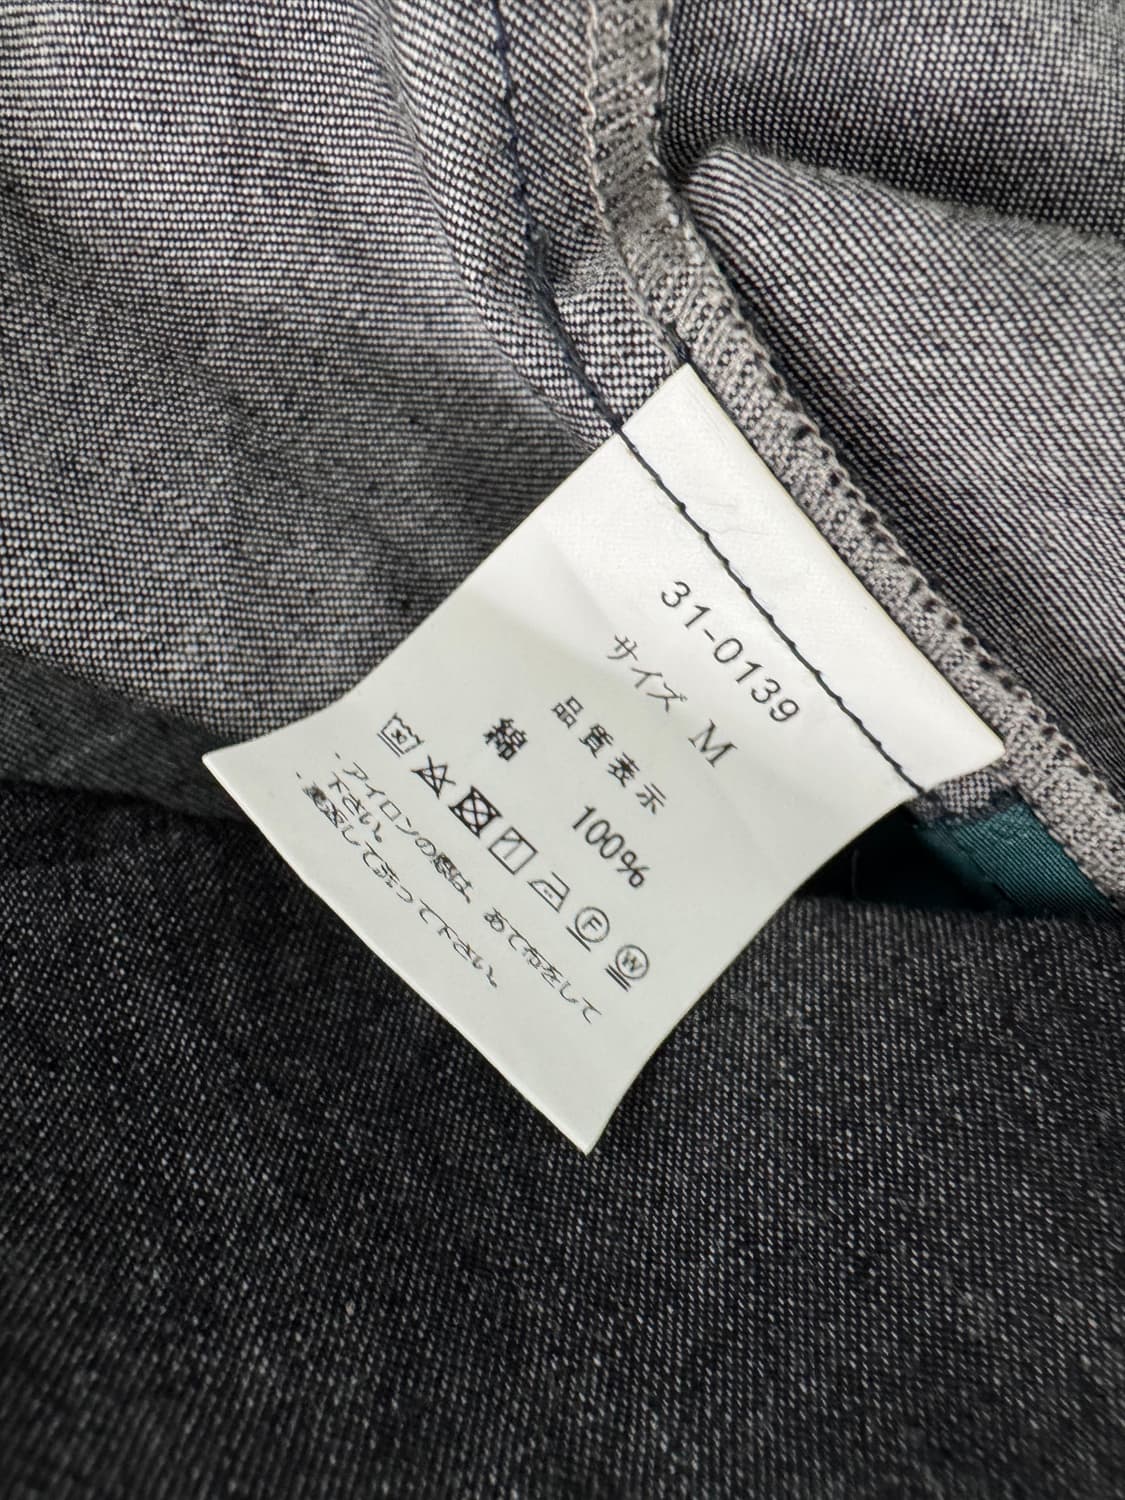 31-0139
サイズ M
品質表示
綿 100%
F W
・アイロンの際は、あて布をして
下さい。
・裏返して洗って下さい。